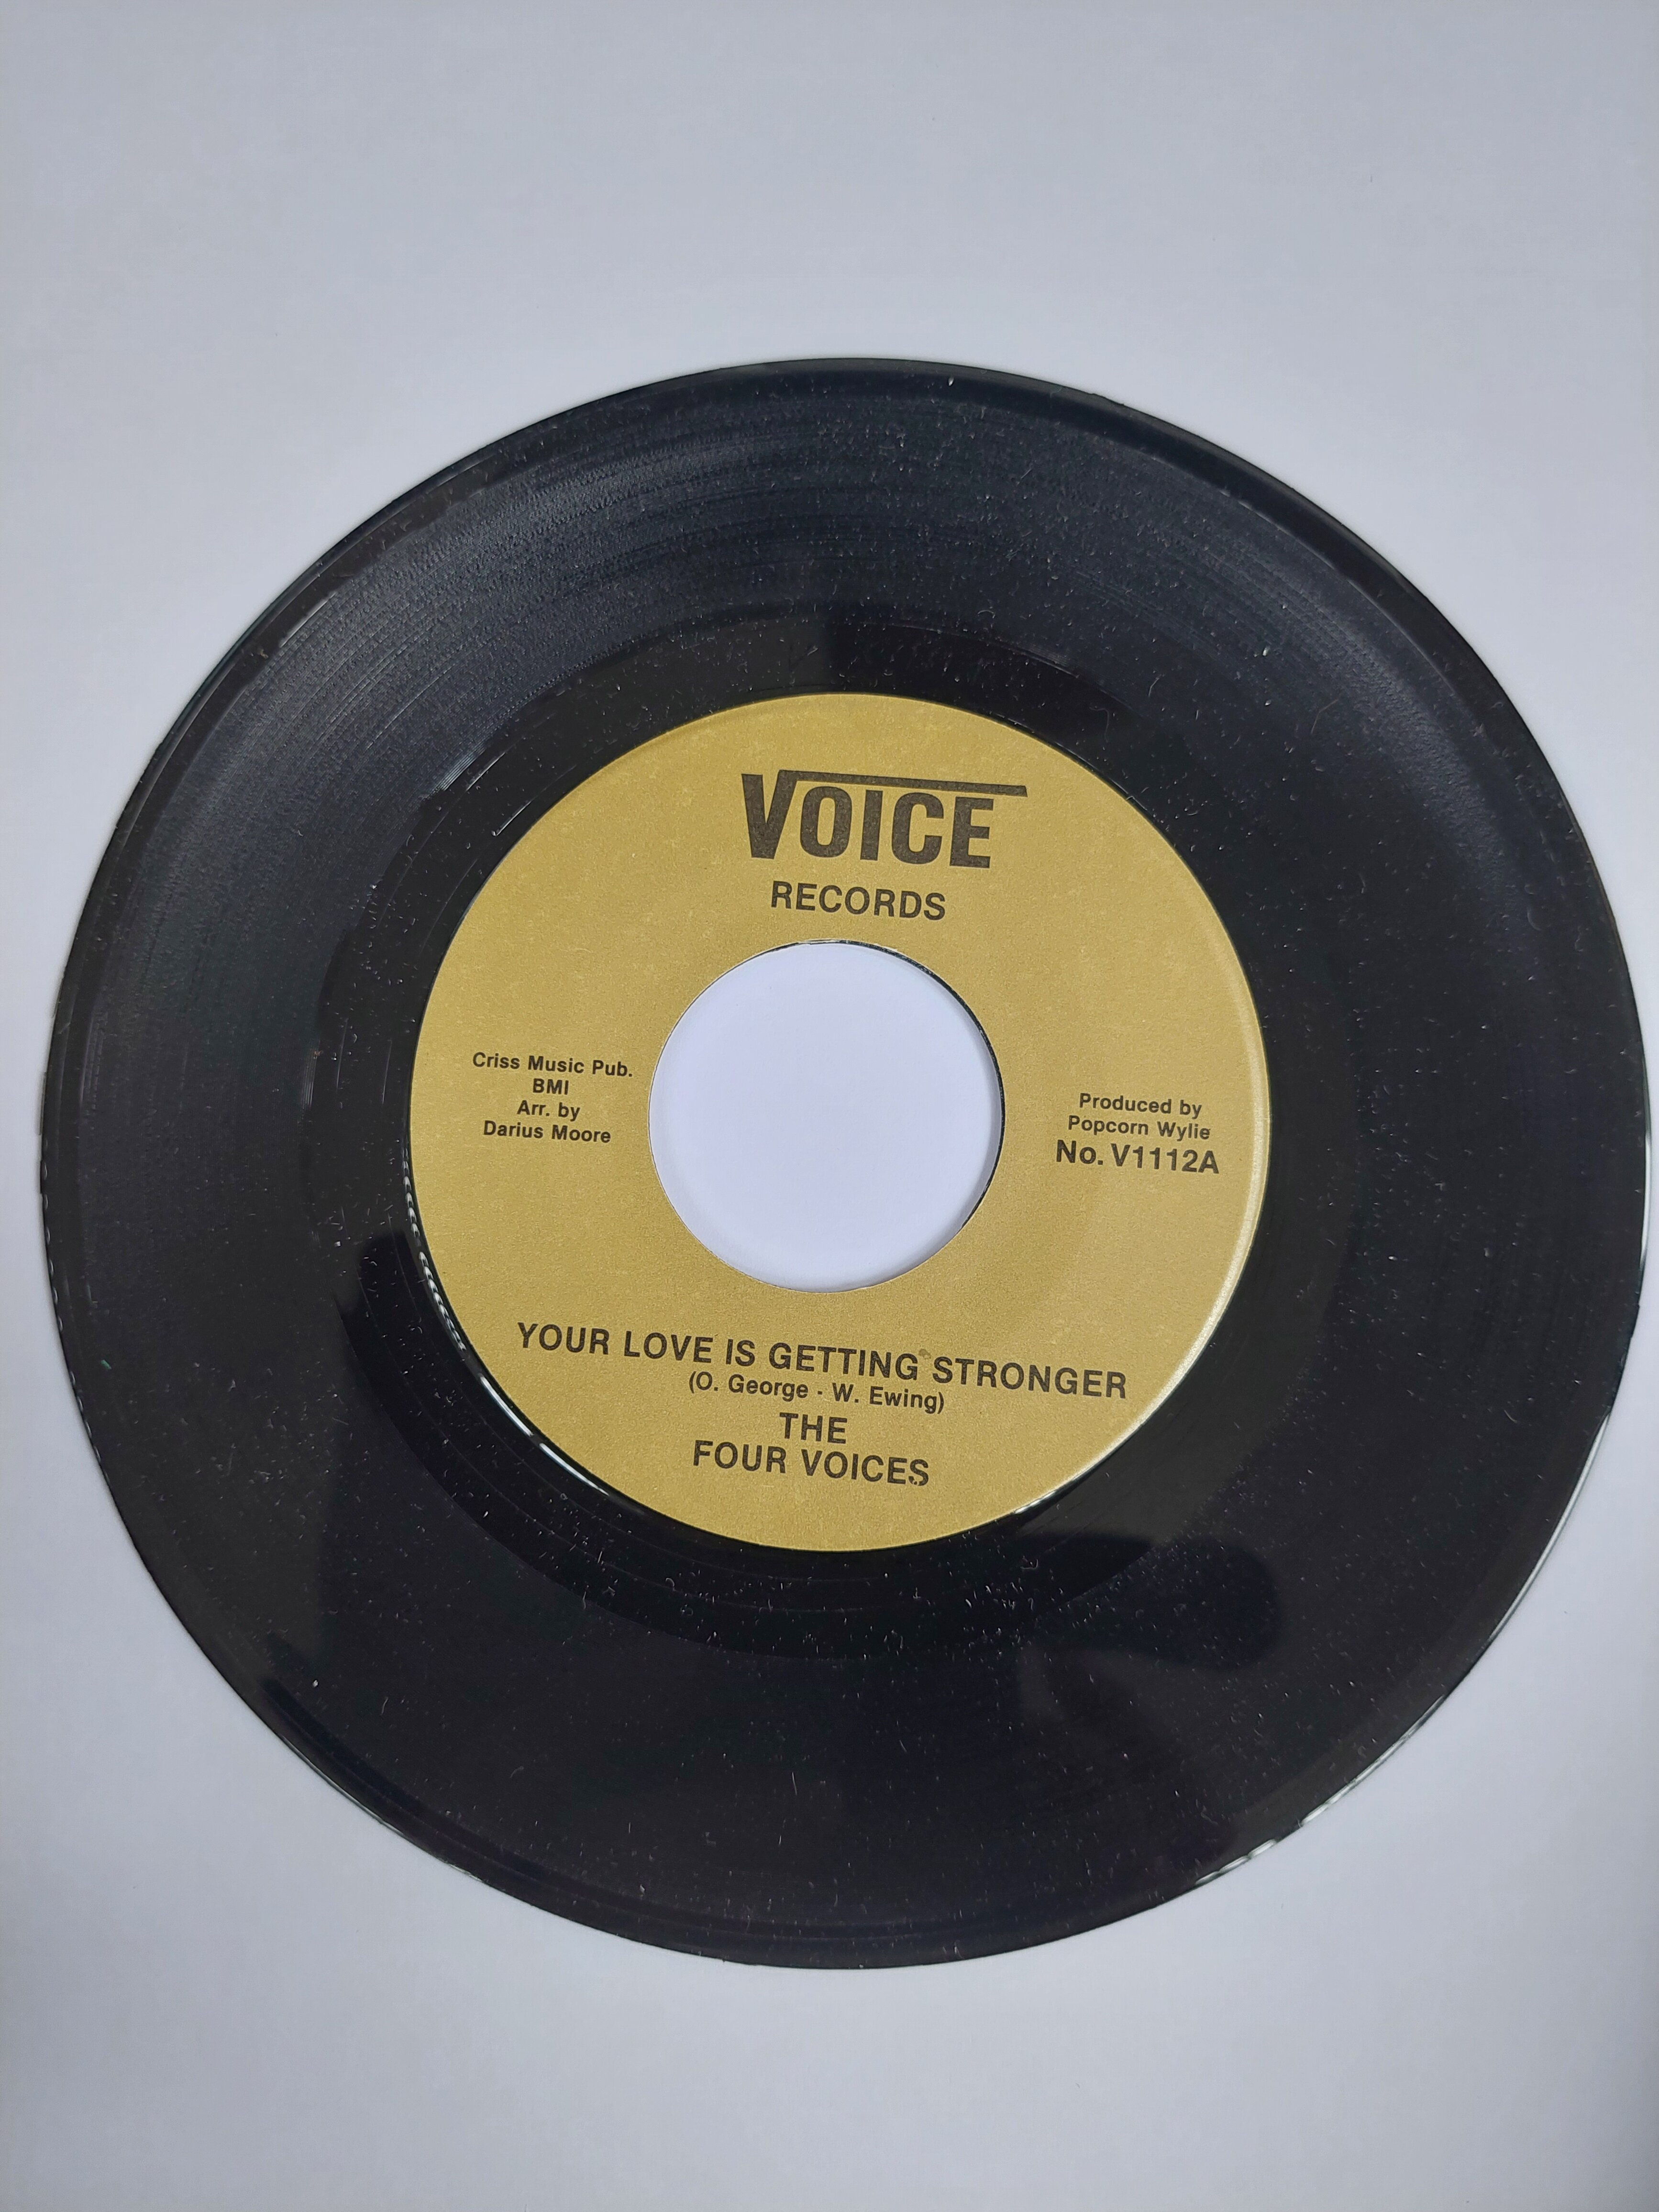 VOICE
RECORDS
Criss Music Pub.
BMI
Arr. by
Darius Moore
Produced by
Popcorn Wylie
No. V1112A
YOUR LOVE IS GETTING STRONGER
(O. George - W. Ewing)
THE
FOUR VOICES